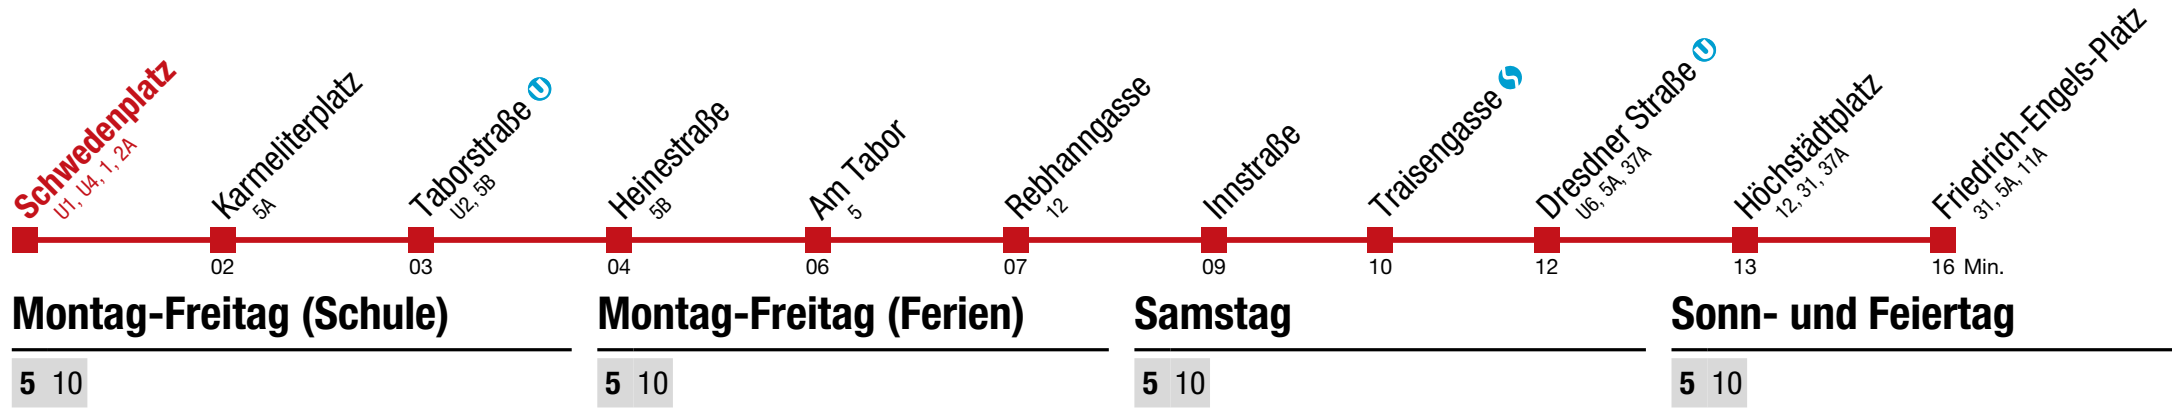 Schwedenplatz
U1, U4, 1, 2A
Karmeliterplatz
5A
Taborstraße U
U2, 5B
Heinestraße
5B
Am Tabor
5
Rebhanngasse
12
Innstraße
Traisengasse S
Dresdner Straße U
U6, 5A, 37A
Höchstädtplatz
12, 31, 37A
Friedrich-Engels-Platz
31, 5A, 11A
02 03 04 06 07 09 10 12 13 16 Min.
Montag-Freitag (Schule)
5 10
Montag-Freitag (Ferien)
5 10
Samstag
5 10
Sonn- und Feiertag
5 10